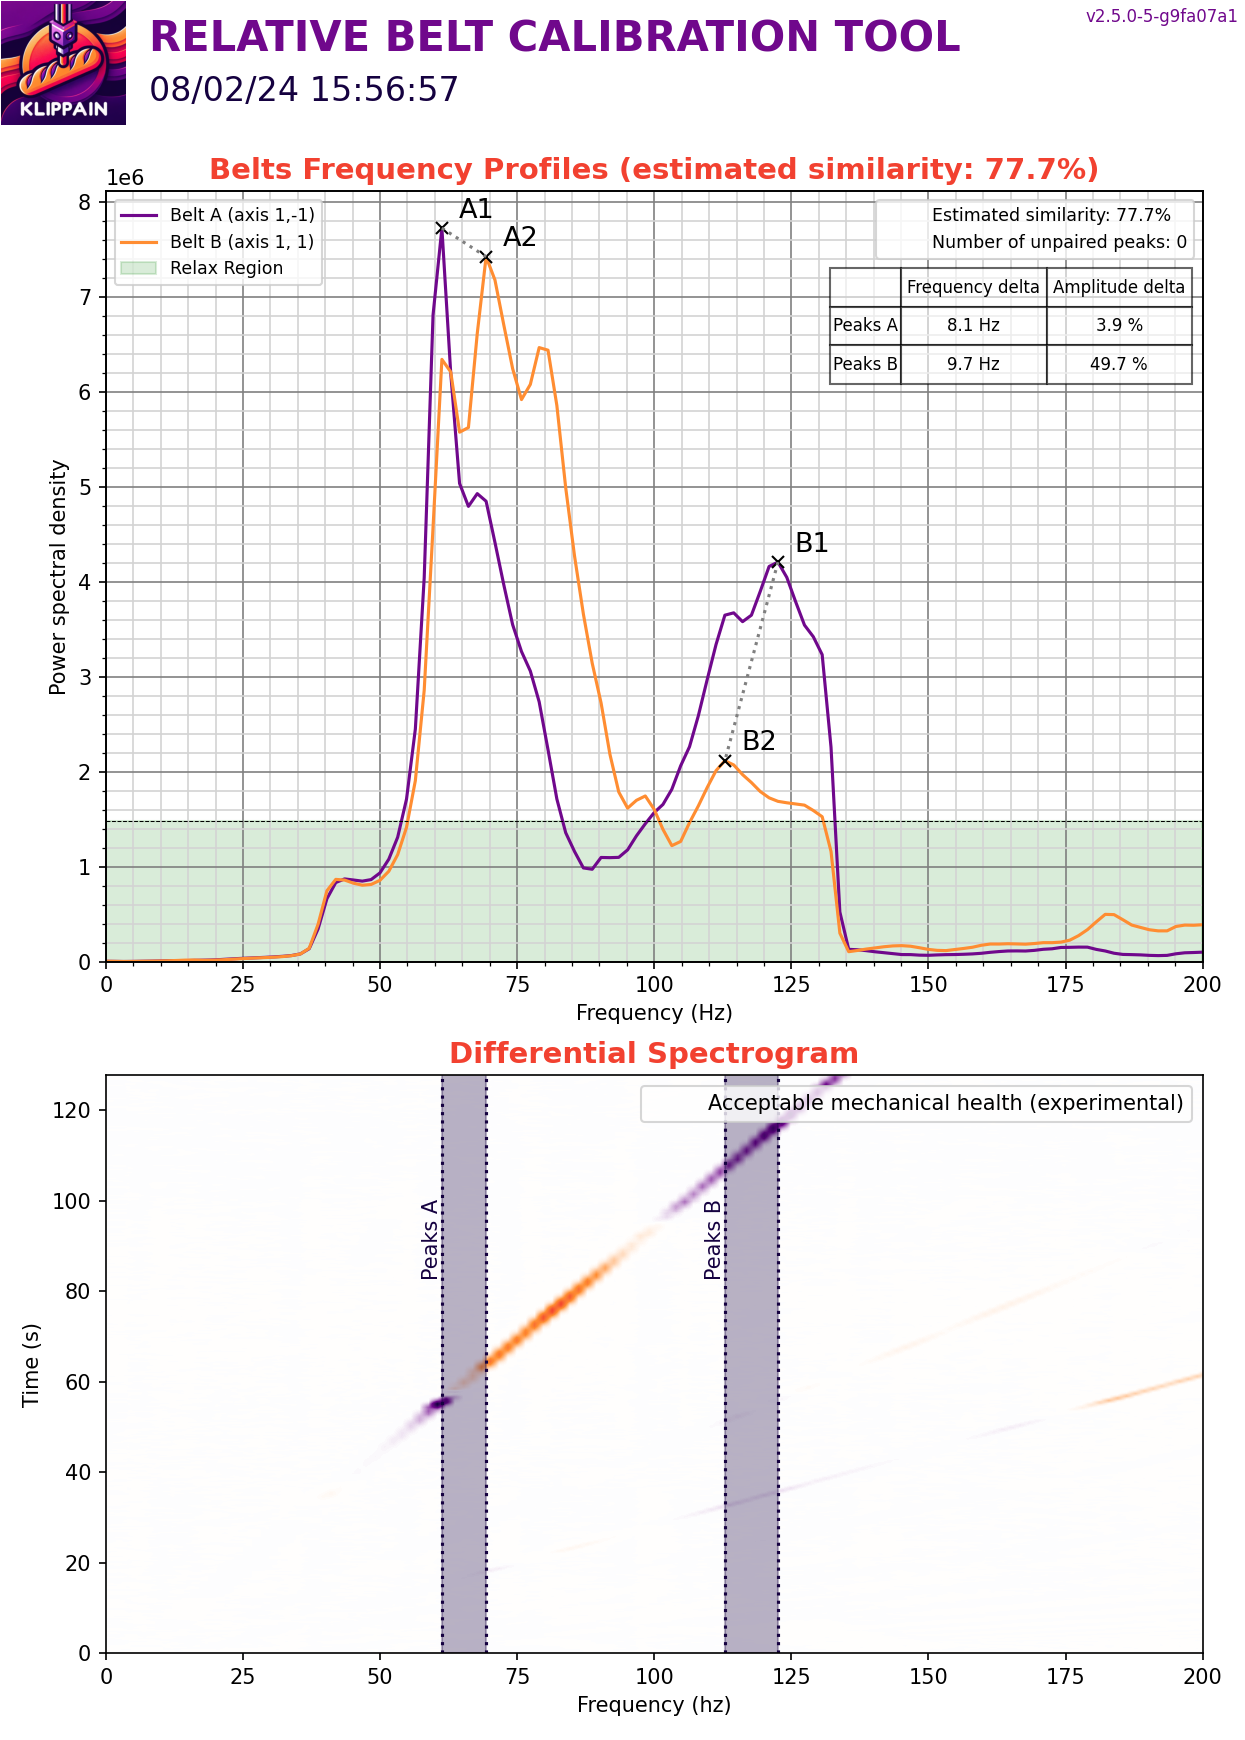 v2.5.0-5-g9fa07a1
RELATIVE BELT CALIBRATION TOOL
08/02/24 15:56:57
KLIPPAIN
Belts Frequency Profiles (estimated similarity: 77.7%)
1e6
Belt A (axis 1,-1)
Belt B (axis 1, 1)
Relax Region
Estimated similarity: 77.7%
Number of unpaired peaks: 0
Frequency delta Amplitude delta
Peaks A 8.1 Hz 3.9 %
Peaks B 9.7 Hz 49.7 %
A1
A2
B1
B2
Power spectral density
8
7
6
5
4
3
2
1
0
0 25 50 75 100 125 150 175 200
Frequency (Hz)
Differential Spectrogram
Acceptable mechanical health (experimental)
Peaks A
Peaks B
Time (s)
120
100
80
60
40
20
0
0 25 50 75 100 125 150 175 200
Frequency (hz)